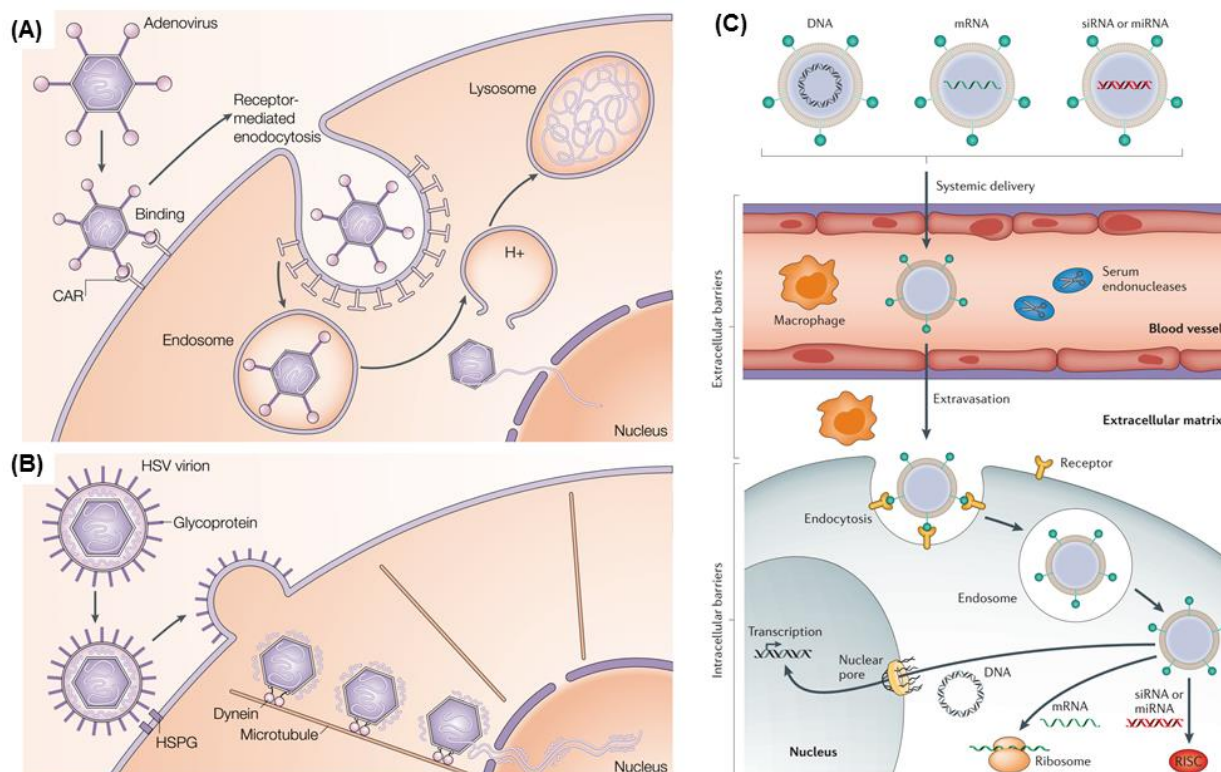 (A)
Adenovirus
Receptor-
mediated
endocytosis
Lysosome
Binding
CAR
H+
Endosome
Nucleus
(B)
HSV virion
Glycoprotein
HSPG
Dynein
Microtubule
Nucleus
(C)
DNA
mRNA
siRNA or miRNA
Systemic delivery
Extracellular barriers
Macrophage
Serum
endonucleases
Blood vessel
Extravasation
Extracellular matrix
Intracellular barriers
Receptor
Endocytosis
Endosome
Transcription
Nuclear
pore
DNA
mRNA
siRNA or
miRNA
Nucleus
Ribosome
RISC